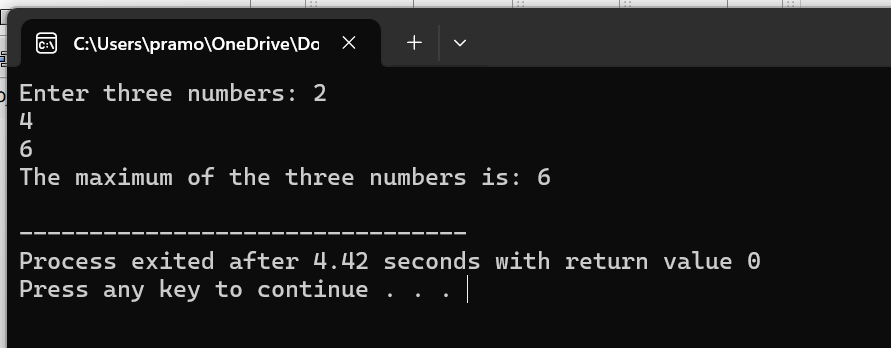 C:\Users\pramo\OneDrive\Do
Enter three numbers: 2
4
6
The maximum of the three numbers is: 6
--------------------------------
Process exited after 4.42 seconds with return value 0
Press any key to continue . . .